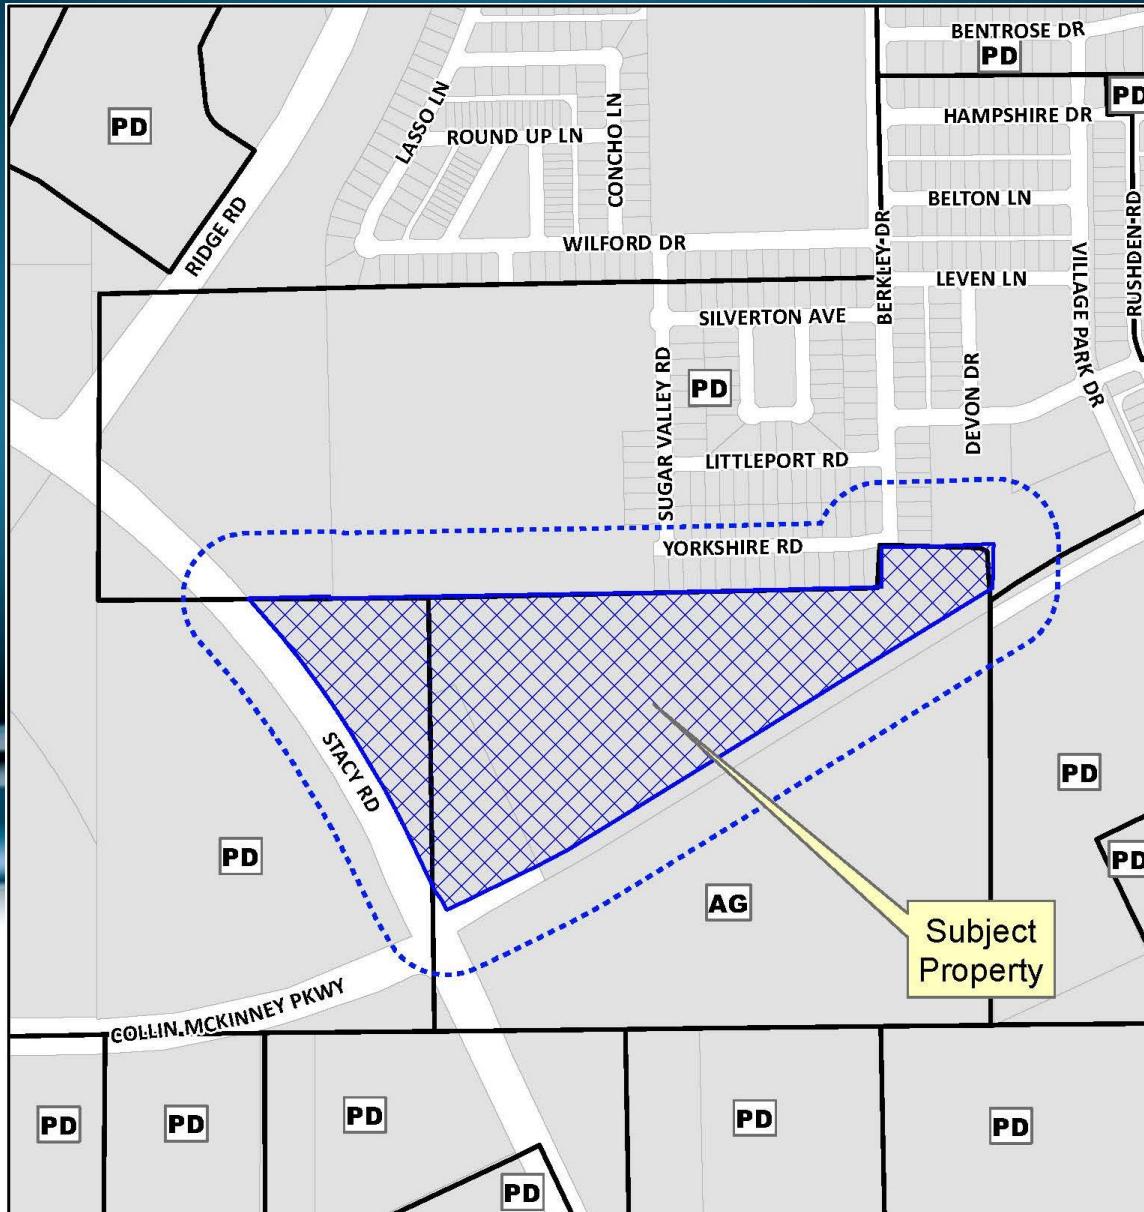 BENTROSE DR
PD
PD
HAMPSHIRE DR
PD
LASSO LN
ROUND UP LN
CONCHO LN
BELTON LN
RUSHDEN RD
RIDGE RD
WILFORD DR
BERKLEY DR
VILLAGE PARK DR
LEVEN LN
SILVERTON AVE
SUGAR VALLEY RD
PD
DEVON DR
LITTLEPORT RD
YORKSHIRE RD
STACY RD
PD
PD
PD
AG
Subject
Property
COLLIN MCKINNEY PKWY
PD
PD
PD
PD
PD
PD